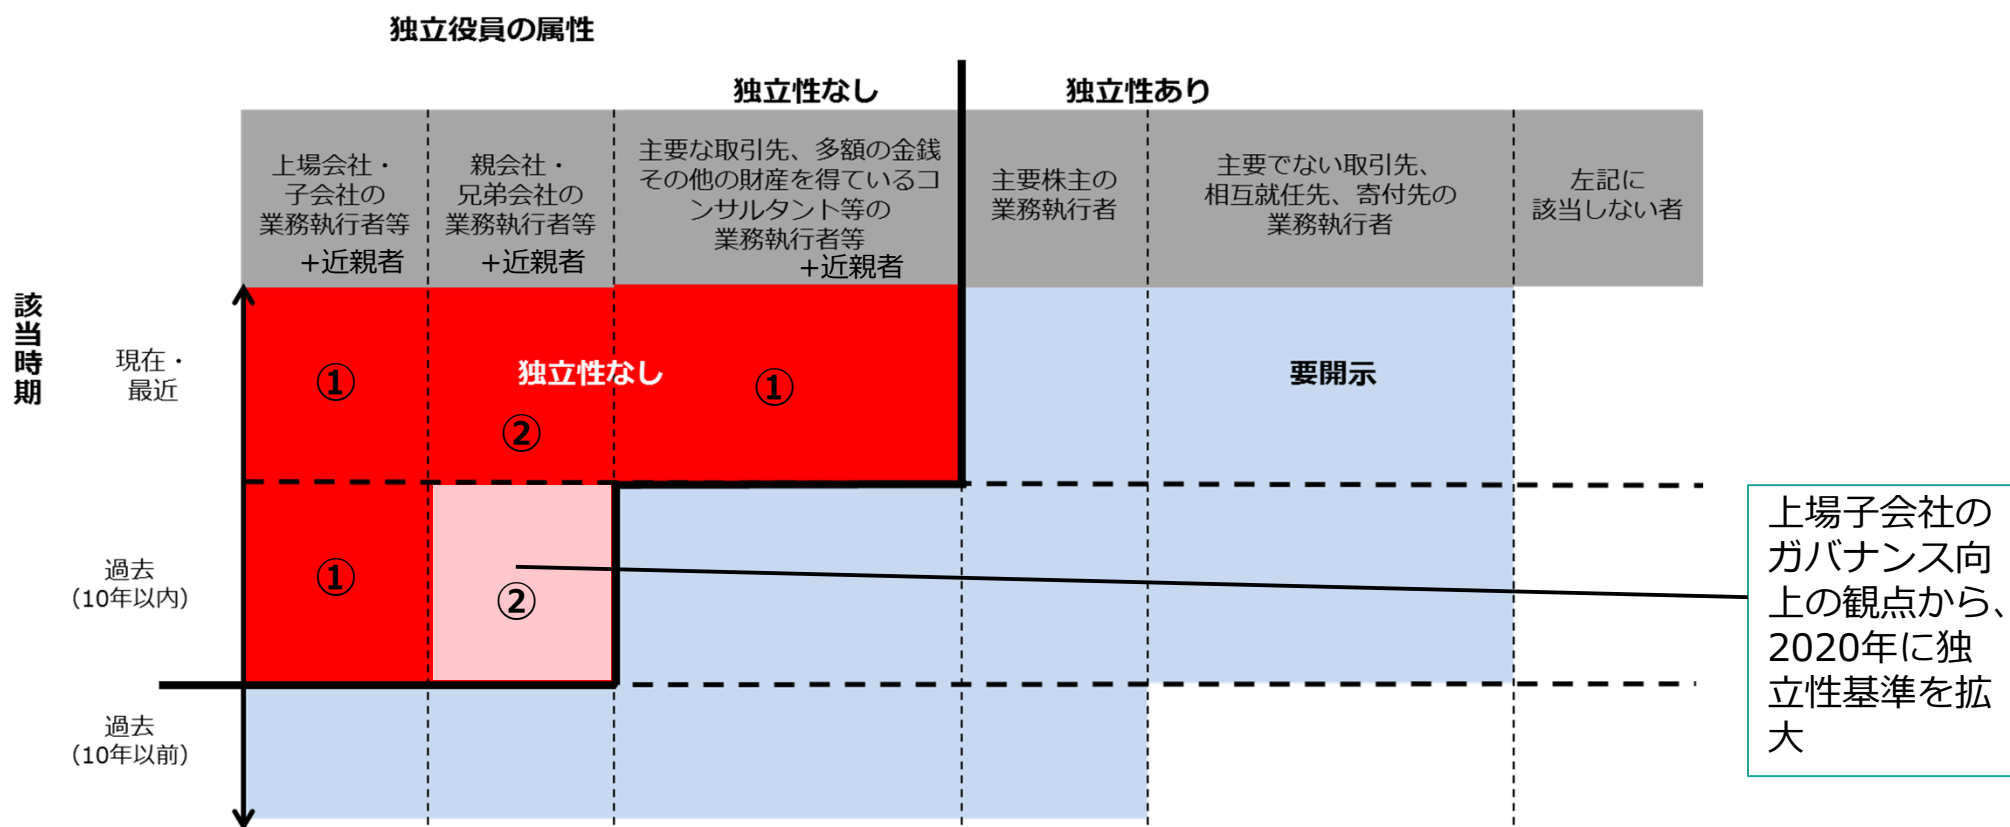 独立役員の属性
独立性なし
独立性あり
上場会社・
子会社の
業務執行者等
+近親者
親会社・
兄弟会社の
業務執行者等
+近親者
主要な取引先、多額の金銭
その他の財産を得ているコ
ンサルタント等の
業務執行者等
+近親者
主要株主の
業務執行者
主要でない取引先、
相互就任先、寄付先の
業務執行者
左記に
該当しない者
該当時期
現在・
最近
①
独立性なし
②
①
要開示
過去
（10年以内）
①
②
上場子会社の
ガバナンス向
上の観点から、
2020年に独
立性基準を拡
大
過去
（10年以前）